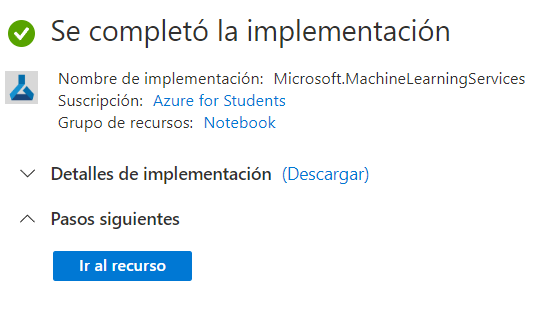 Se completó la implementación
Nombre de implementación: Microsoft.MachineLearningServices
Suscripción: Azure for Students
Grupo de recursos: Notebook
Detalles de implementación (Descargar)
Pasos siguientes
Ir al recurso